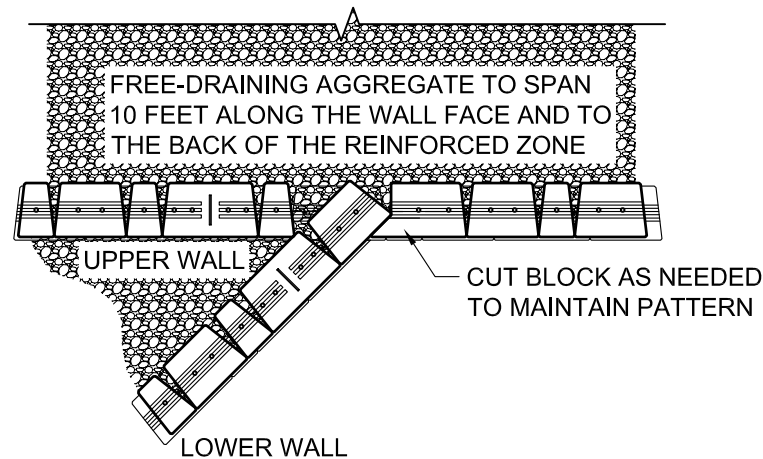 FREE-DRAINING AGGREGATE TO SPAN
10 FEET ALONG THE WALL FACE AND TO
THE BACK OF THE REINFORCED ZONE
UPPER WALL
CUT BLOCK AS NEEDED
TO MAINTAIN PATTERN
LOWER WALL